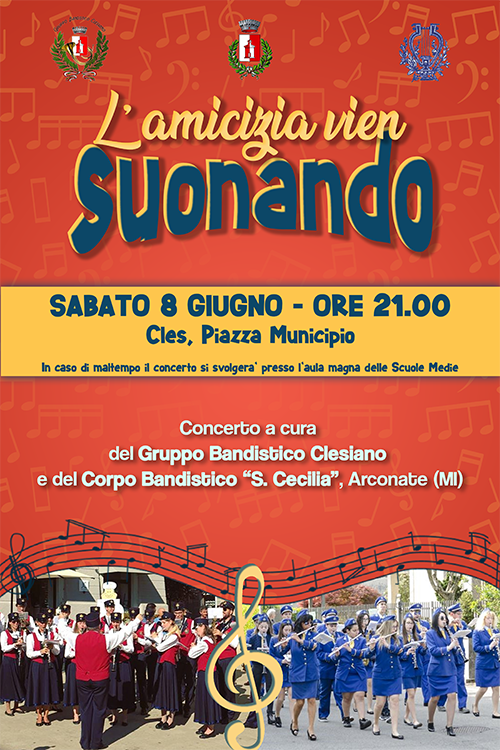 L'amicizia vien
suonando
SABATO 8 GIUGNO - ORE 21.00
Cles, Piazza Municipio
In caso di maltempo il concerto si svolgera' presso l'aula magna delle Scuole Medie
Concerto a cura
del Gruppo Bandistico Clesiano
e del Corpo Bandistico "S. Cecilia", Arconate (MI)